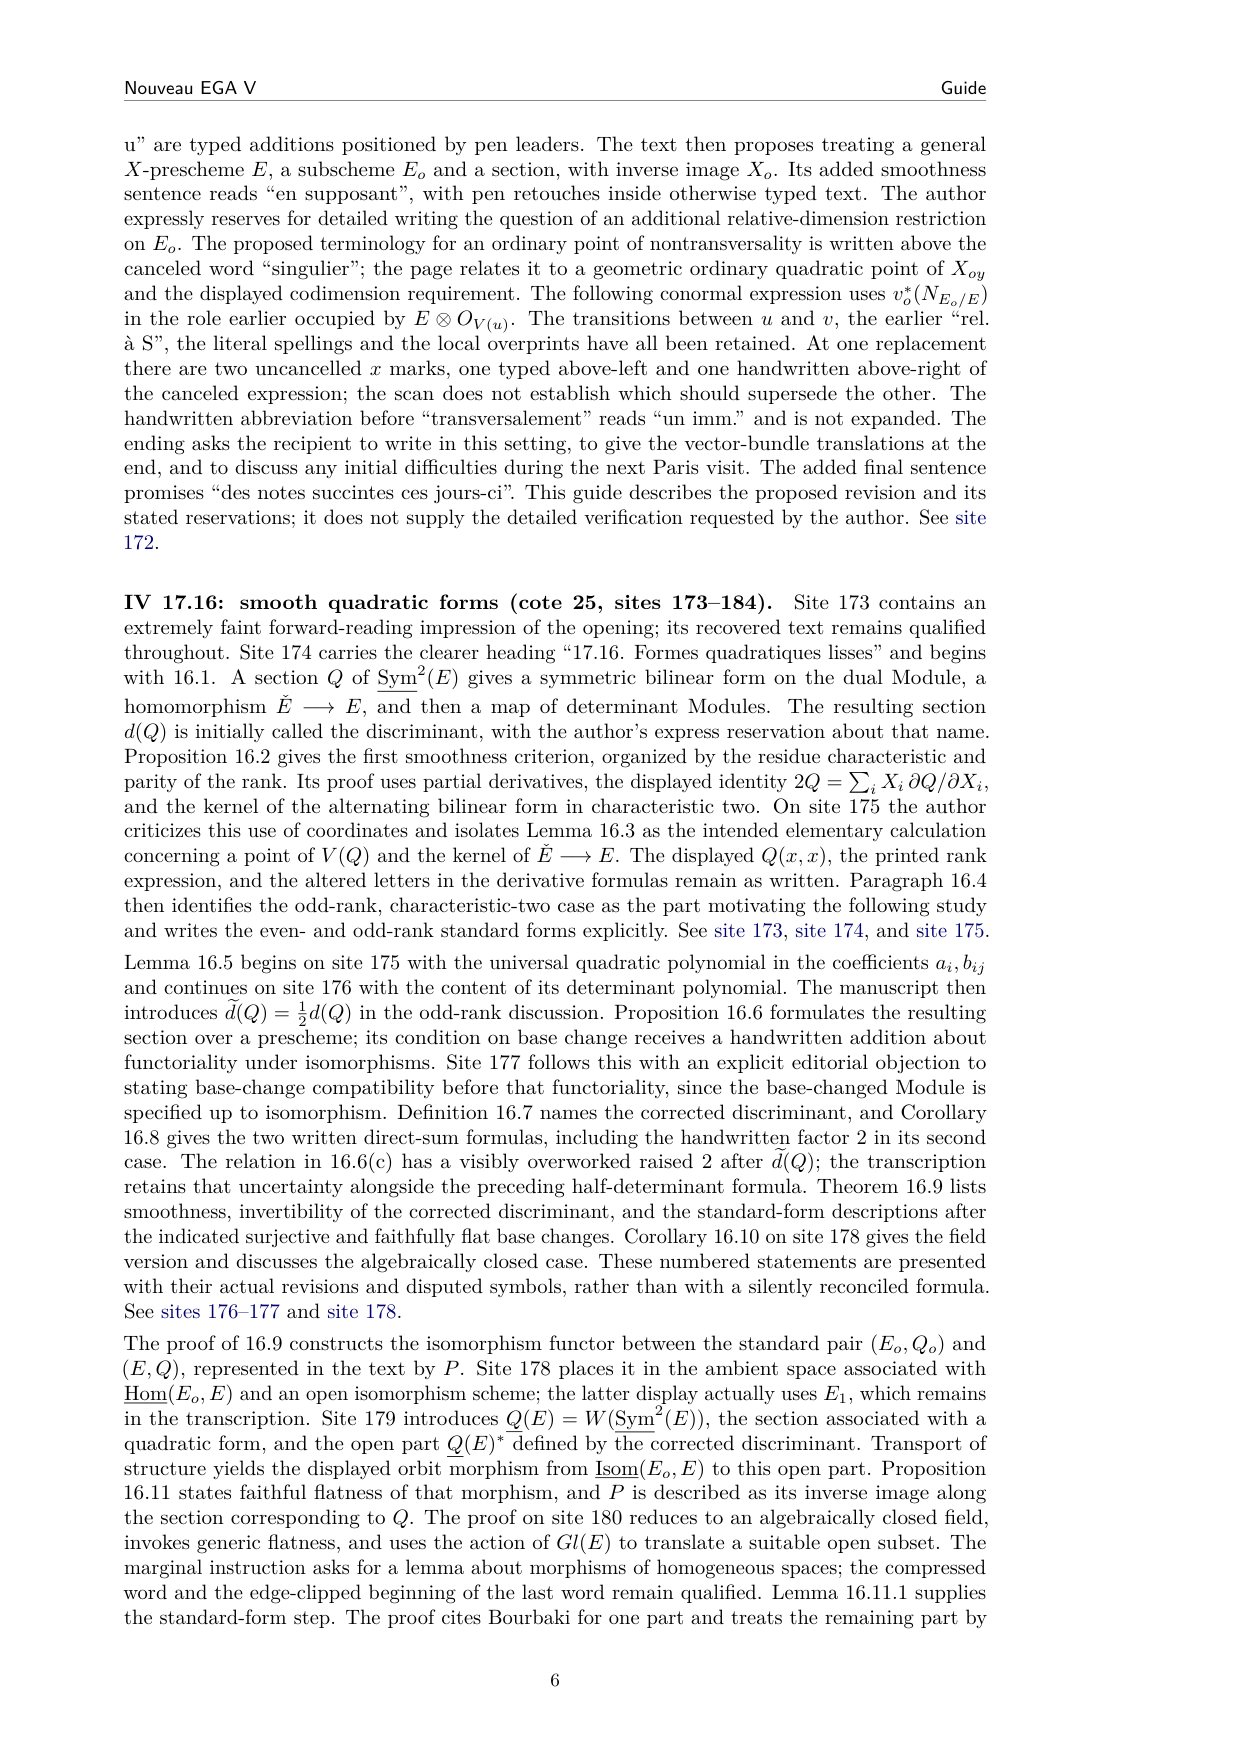 Nouveau EGA V Guide
u” are typed additions positioned by pen leaders. The text then proposes treating a general
X-prescheme E, a subscheme Eₒ and a section, with inverse image Xₒ. Its added smoothness
sentence reads “en supposant”, with pen retouches inside otherwise typed text. The author
expressly reserves for detailed writing the question of an additional relative-dimension restriction
on Eₒ. The proposed terminology for an ordinary point of nontransversality is written above the
canceled word “singulier”; the page relates it to a geometric ordinary quadratic point of X_{oy}
and the displayed codimension requirement. The following conormal expression uses v_o^*(N_{E_o/E})
in the role earlier occupied by E ⊗ O_{V(u)}. The transitions between u and v, the earlier “rel.
à S”, the literal spellings and the local overprints have all been retained. At one replacement
there are two uncancelled x marks, one typed above-left and one handwritten above-right of
the canceled expression; the scan does not establish which should supersede the other. The
handwritten abbreviation before “transversalement” reads “un imm.” and is not expanded. The
ending asks the recipient to write in this setting, to give the vector-bundle translations at the
end, and to discuss any initial difficulties during the next Paris visit. The added final sentence
promises “des notes succintes ces jours-ci”. This guide describes the proposed revision and its
stated reservations; it does not supply the detailed verification requested by the author. See site
172.
IV 17.16: smooth quadratic forms (cote 25, sites 173–184). Site 173 contains an
extremely faint forward-reading impression of the opening; its recovered text remains qualified
throughout. Site 174 carries the clearer heading “17.16. Formes quadratiques lisses” and begins
with 16.1. A section Q of Sym²(E) gives a symmetric bilinear form on the dual Module, a
homomorphism Ě ⟶ E, and then a map of determinant Modules. The resulting section
d(Q) is initially called the discriminant, with the author’s express reservation about that name.
Proposition 16.2 gives the first smoothness criterion, organized by the residue characteristic and
parity of the rank. Its proof uses partial derivatives, the displayed identity 2Q = ∑ᵢ Xᵢ ∂Q/∂Xᵢ,
and the kernel of the alternating bilinear form in characteristic two. On site 175 the author
criticizes this use of coordinates and isolates Lemma 16.3 as the intended elementary calculation
concerning a point of V(Q) and the kernel of Ě ⟶ E. The displayed Q(x, x), the printed rank
expression, and the altered letters in the derivative formulas remain as written. Paragraph 16.4
then identifies the odd-rank, characteristic-two case as the part motivating the following study
and writes the even- and odd-rank standard forms explicitly. See site 173, site 174, and site 175.
Lemma 16.5 begins on site 175 with the universal quadratic polynomial in the coefficients aᵢ, b_{ij}
and continues on site 176 with the content of its determinant polynomial. The manuscript then
introduces d̃(Q) = ½d(Q) in the odd-rank discussion. Proposition 16.6 formulates the resulting
section over a prescheme; its condition on base change receives a handwritten addition about
functoriality under isomorphisms. Site 177 follows this with an explicit editorial objection to
stating base-change compatibility before that functoriality, since the base-changed Module is
specified up to isomorphism. Definition 16.7 names the corrected discriminant, and Corollary
16.8 gives the two written direct-sum formulas, including the handwritten factor 2 in its second
case. The relation in 16.6(c) has a visibly overworked raised 2 after d̃(Q); the transcription
retains that uncertainty alongside the preceding half-determinant formula. Theorem 16.9 lists
smoothness, invertibility of the corrected discriminant, and the standard-form descriptions after
the indicated surjective and faithfully flat base changes. Corollary 16.10 on site 178 gives the field
version and discusses the algebraically closed case. These numbered statements are presented
with their actual revisions and disputed symbols, rather than with a silently reconciled formula.
See sites 176–177 and site 178.
The proof of 16.9 constructs the isomorphism functor between the standard pair (Eₒ, Qₒ) and
(E, Q), represented in the text by P. Site 178 places it in the ambient space associated with
Hom(Eₒ, E) and an open isomorphism scheme; the latter display actually uses E₁, which remains
in the transcription. Site 179 introduces Q(E) = W(Sym²(E)), the section associated with a
quadratic form, and the open part Q(E)* defined by the corrected discriminant. Transport of
structure yields the displayed orbit morphism from Isom(Eₒ, E) to this open part. Proposition
16.11 states faithful flatness of that morphism, and P is described as its inverse image along
the section corresponding to Q. The proof on site 180 reduces to an algebraically closed field,
invokes generic flatness, and uses the action of Gl(E) to translate a suitable open subset. The
marginal instruction asks for a lemma about morphisms of homogeneous spaces; the compressed
word and the edge-clipped beginning of the last word remain qualified. Lemma 16.11.1 supplies
the standard-form step. The proof cites Bourbaki for one part and treats the remaining part by
6